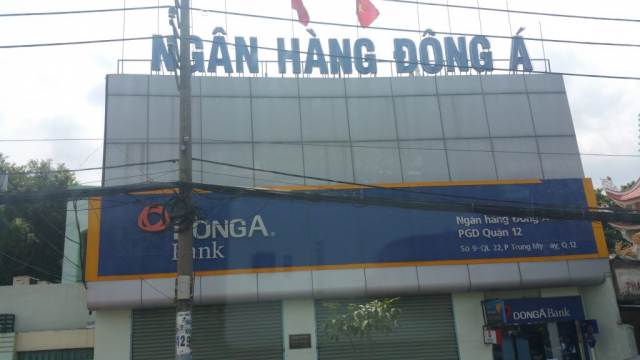 NGÂN HÀNG ĐÔNG Á
DONGA
Bank
Ngân hàng Đông Á
PGD Quận 12
Số 9-QL 22, P Trung Mỹ Q.12
DONGA Bank